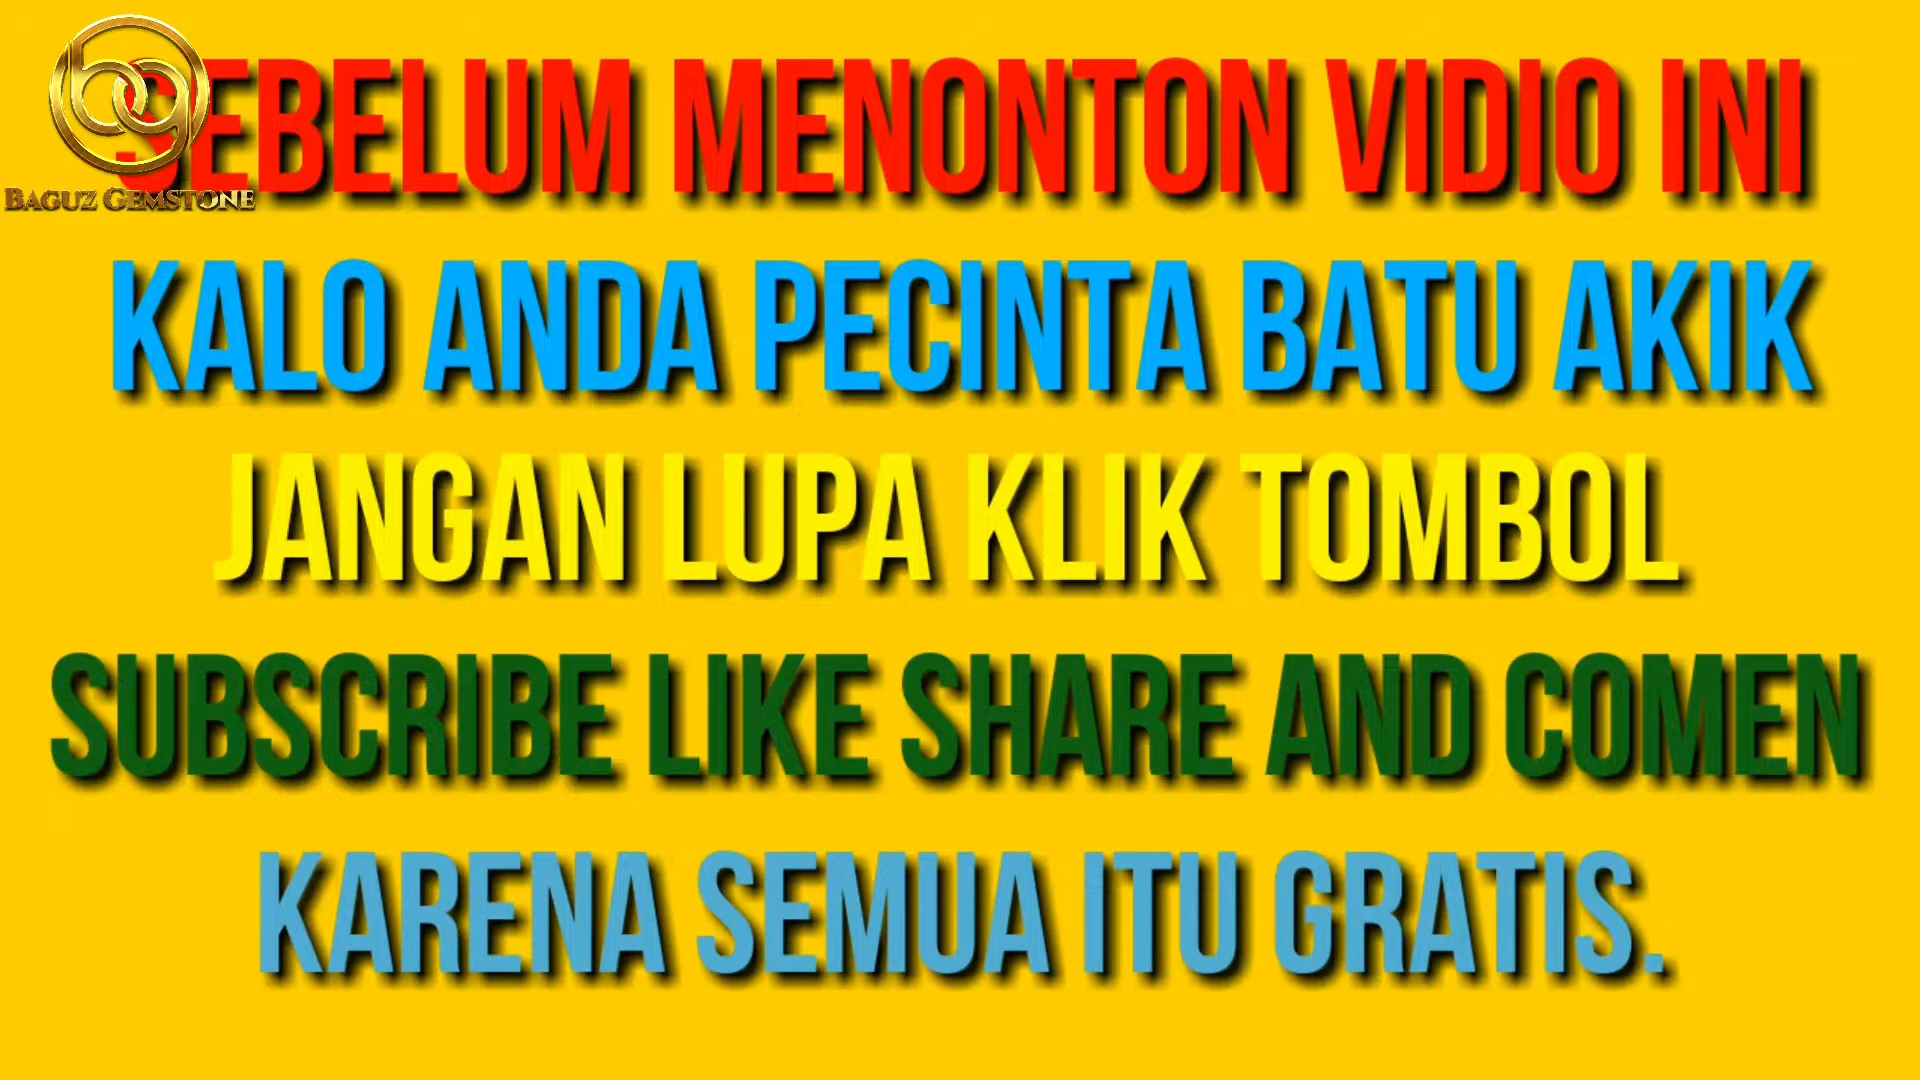 SEBELUM MENONTON VIDIO INI
BAGUZ GEMSTONE
KALO ANDA PECINTA BATU AKIK
JANGAN LUPA KLIK TOMBOL
SUBSCRIBE LIKE SHARE AND COMEN
KARENA SEMUA ITU GRATIS.